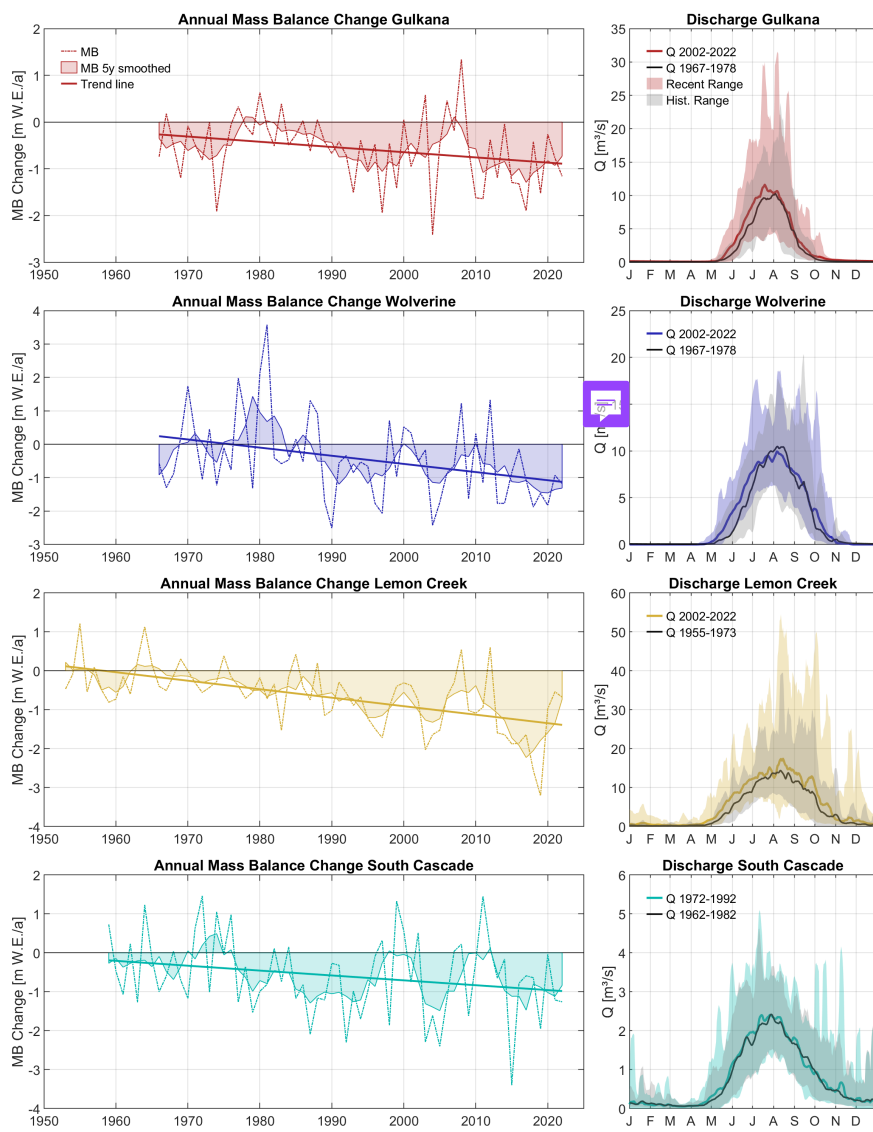 Annual Mass Balance Change Gulkana
MB Change [m W.E./a]
2
1
0
-1
-2
-3
MB
MB 5y smoothed
Trend line
1950 1960 1970 1980 1990 2000 2010 2020
Discharge Gulkana
Q [m³/s]
35
30
25
20
15
10
5
0
Q 2002-2022
Q 1967-1978
Recent Range
Hist. Range
J F M A M J J A S O N D
Annual Mass Balance Change Wolverine
MB Change [m W.E./a]
4
3
2
1
0
-1
-2
-3
1950 1960 1970 1980 1990 2000 2010 2020
Discharge Wolverine
25
20
15
10
5
0
Q 2002-2022
Q 1967-1978
J F M A M J J A S O N D
Annual Mass Balance Change Lemon Creek
MB Change [m W.E./a]
2
1
0
-1
-2
-3
-4
1950 1960 1970 1980 1990 2000 2010 2020
Discharge Lemon Creek
Q [m³/s]
60
50
40
30
20
10
0
Q 2002-2022
Q 1955-1973
J F M A M J J A S O N D
Annual Mass Balance Change South Cascade
MB Change [m W.E./a]
2
1
0
-1
-2
-3
-4
1950 1960 1970 1980 1990 2000 2010 2020
Discharge South Cascade
Q [m³/s]
6
5
4
3
2
1
0
Q 1972-1992
Q 1962-1982
J F M A M J J A S O N D